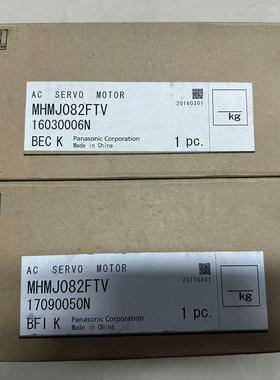 AC SERVO MOTOR
MHMJ082FTV
20160301
16030006N
kg
BEC K Panasonic Corporation
Made in China
1 pc.
AC SERVO MOTOR
MHMJ082FTV
20170901
17090050N
kg
BFI K Panasonic Corporation
Made in China
1 pc.